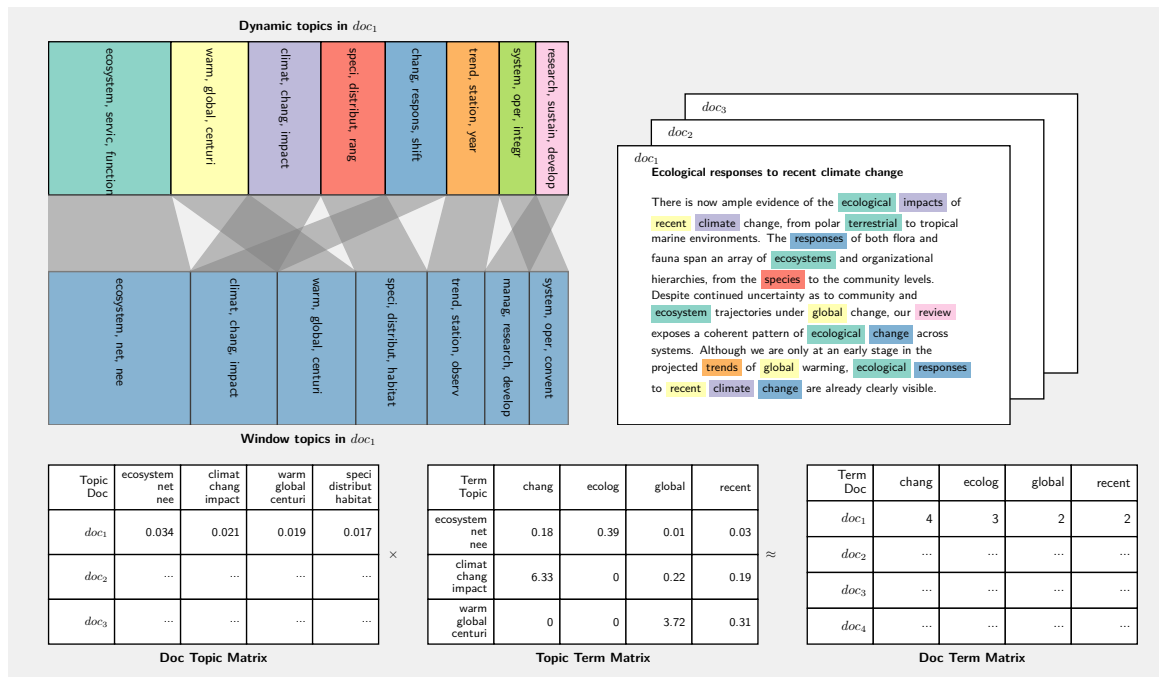 Dynamic topics in doc1
ecosystem, servic, function
warm, global, centuri
climat, chang, impact
speci, distribut, rang
chang, respons, shift
trend, station, year
system, oper, integr
research, sustain, develop
ecosystem, net, nee
climat, chang, impact
warm, global, centuri
speci, distribut, habitat
trend, station, observ
manag, research, develop
system, oper, convent
Window topics in doc1
doc3
doc2
doc1
Ecological responses to recent climate change
There is now ample evidence of the ecological impacts of
recent climate change, from polar terrestrial to tropical
marine environments. The responses of both flora and
fauna span an array of ecosystems and organizational
hierarchies, from the species to the community levels.
Despite continued uncertainty as to community and
ecosystem trajectories under global change, our review
exposes a coherent pattern of ecological change across
systems. Although we are only at an early stage in the
projected trends of global warming, ecological responses
to recent climate change are already clearly visible.
Topic Doc ecosystem net nee climat chang impact warm global centuri speci distribut habitat
doc1 0.034 0.021 0.019 0.017
doc2 ... ... ... ...
doc3 ... ... ... ...
Doc Topic Matrix
×
Term Topic chang ecolog global recent
ecosystem net nee 0.18 0.39 0.01 0.03
climat chang impact 6.33 0 0.22 0.19
warm global centuri 0 0 3.72 0.31
Topic Term Matrix
≈
Term Doc chang ecolog global recent
doc1 4 3 2 2
doc2 ... ... ... ...
doc3 ... ... ... ...
doc4 ... ... ... ...
Doc Term Matrix